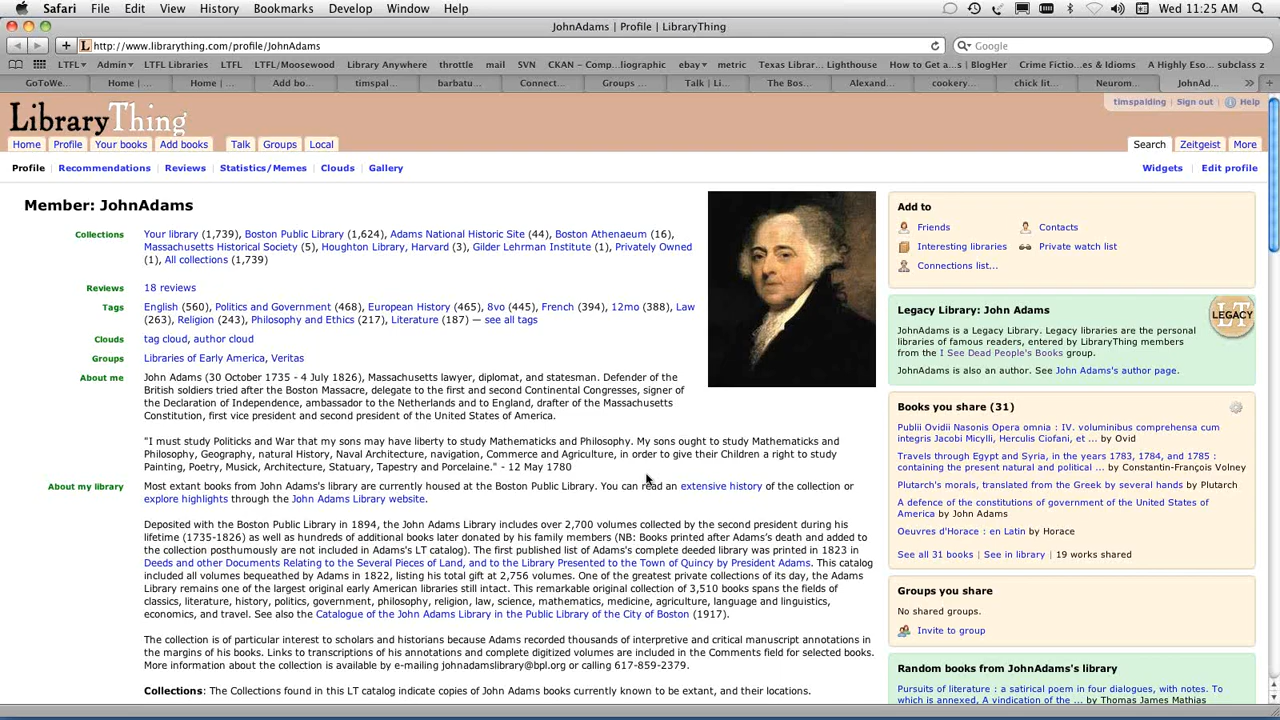 Safari File Edit View History Bookmarks Develop Window Help Wed 11:25 AM
JohnAdams | Profile | LibraryThing
http://www.librarything.com/profile/JohnAdams Google
LTFL Admin LTFL Libraries LTFL LTFL/Moosewood Library Anywhere throttle mail SVN CKAN – Comp...liographic ebay metric Texas Librar... Lighthouse How to Get a...s | BlogHer Crime Fictio...es & Idioms A Highly Eso... subclass z
GoToWe... Home |... Home |... Add bo... timspal... barbatu... Connect... Groups ... Talk | Li... The Bos... Alexand... cookery... chick lit... Neurom... JohnAd...
LibraryThing
timspalding Sign out Help
Home Profile Your books Add books Talk Groups Local Search Zeitgeist More
Profile Recommendations Reviews Statistics/Memes Clouds Gallery Widgets Edit profile
Member: JohnAdams
Collections Your library (1,739), Boston Public Library (1,624), Adams National Historic Site (44), Boston Athenaeum (16),
Massachusetts Historical Society (5), Houghton Library, Harvard (3), Gilder Lehrman Institute (1), Privately Owned
(1), All collections (1,739)
Reviews 18 reviews
Tags English (560), Politics and Government (468), European History (465), 8vo (445), French (394), 12mo (388), Law
(263), Religion (243), Philosophy and Ethics (217), Literature (187) — see all tags
Clouds tag cloud, author cloud
Groups Libraries of Early America, Veritas
About me John Adams (30 October 1735 - 4 July 1826), Massachusetts lawyer, diplomat, and statesman. Defender of the
British soldiers tried after the Boston Massacre, delegate to the first and second Continental Congresses, signer of
the Declaration of Independence, ambassador to the Netherlands and to England, drafter of the Massachusetts
Constitution, first vice president and second president of the United States of America.
"I must study Politicks and War that my sons may have liberty to study Mathematicks and Philosophy. My sons ought to study Mathematicks and
Philosophy, Geography, natural History, Naval Architecture, navigation, Commerce and Agriculture, in order to give their Children a right to study
Painting, Poetry, Musick, Architecture, Statuary, Tapestry and Porcelaine." - 12 May 1780
About my library Most extant books from John Adams's library are currently housed at the Boston Public Library. You can read an extensive history of the collection or
explore highlights through the John Adams Library website.
Deposited with the Boston Public Library in 1894, the John Adams Library includes over 2,700 volumes collected by the second president during his
lifetime (1735-1826) as well as hundreds of additional books later donated by his family members (NB: Books printed after Adams's death and added to
the collection posthumously are not included in Adams's LT catalog). The first published list of Adams's complete deeded library was printed in 1823 in
Deeds and other Documents Relating to the Several Pieces of Land, and to the Library Presented to the Town of Quincy by President Adams. This catalog
included all volumes bequeathed by Adams in 1822, listing his total gift at 2,756 volumes. One of the greatest private collections of its day, the Adams
Library remains one of the largest original early American libraries still intact. This remarkable original collection of 3,510 books spans the fields of
classics, literature, history, politics, government, philosophy, religion, law, science, mathematics, medicine, agriculture, language and linguistics,
economics, and travel. See also the Catalogue of the John Adams Library in the Public Library of the City of Boston (1917).
The collection is of particular interest to scholars and historians because Adams recorded thousands of interpretive and critical manuscript annotations in
the margins of his books. Links to transcriptions of his annotations and complete digitized volumes are included in the Comments field for selected books.
More information about the collection is available by e-mailing johnadamslibrary@bpl.org or calling 617-859-2379.
Collections: The Collections found in this LT catalog indicate copies of John Adams books currently known to be extant, and their locations.
Add to
Friends Contacts
Interesting libraries Private watch list
Connections list...
Legacy Library: John Adams
LT LEGACY
JohnAdams is a Legacy Library. Legacy libraries are the personal
libraries of famous readers, entered by LibraryThing members
from the I See Dead People's Books group.
JohnAdams is also an author. See John Adams's author page.
Books you share (31)
Publii Ovidii Nasonis Opera omnia : IV. voluminibus comprehensa cum
integris Jacobi Micylli, Herculis Ciofani, et ... by Ovid
Travels through Egypt and Syria, in the years 1783, 1784, and 1785 :
containing the present natural and political ... by Constantin-François Volney
Plutarch's morals, translated from the Greek by several hands by Plutarch
A defence of the constitutions of government of the United States of
America by John Adams
Oeuvres d'Horace : en Latin by Horace
See all 31 books | See in library | 19 works shared
Groups you share
No shared groups.
Invite to group
Random books from JohnAdams's library
Pursuits of literature : a satirical poem in four dialogues, with notes. To
which is annexed, A vindication of the ... by Thomas James Mathias